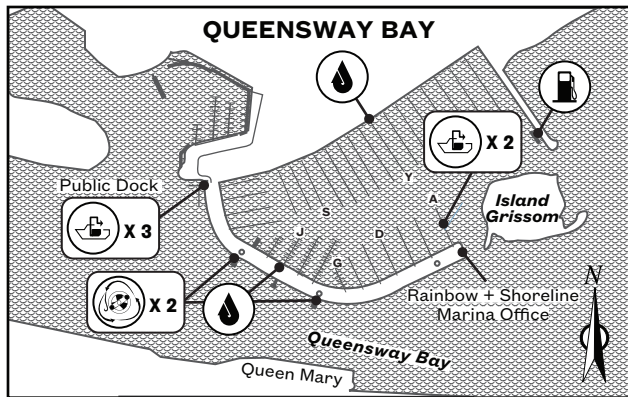 QUEENSWAY BAY
X 2
Public Dock
Y
Island
Grissom
A
S
X 3
J
D
G
N
X 2
Rainbow + Shoreline
Marina Office
Queensway Bay
Queen Mary